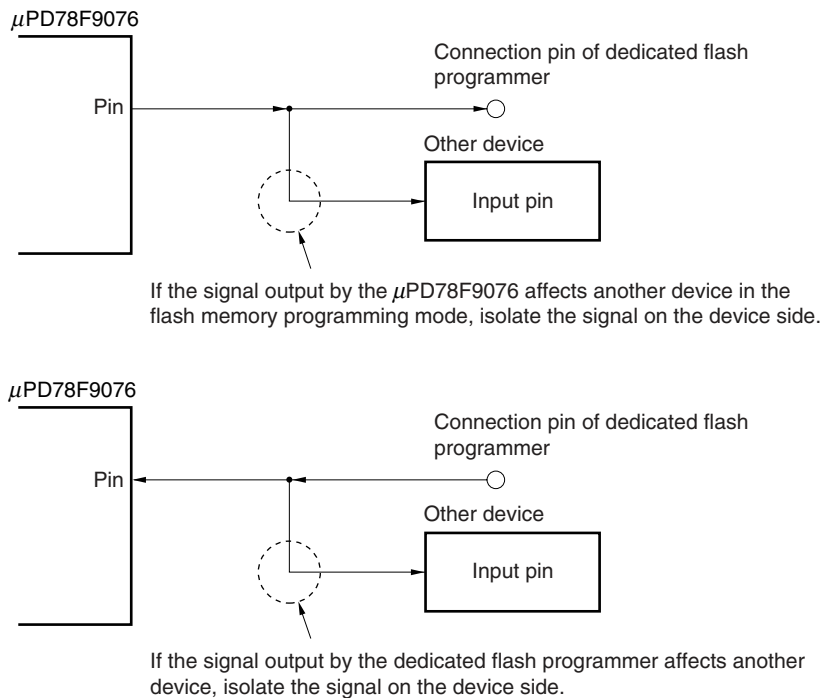 μPD78F9076
Connection pin of dedicated flash
programmer
Pin
Other device
Input pin
If the signal output by the μPD78F9076 affects another device in the
flash memory programming mode, isolate the signal on the device side.
μPD78F9076
Connection pin of dedicated flash
programmer
Pin
Other device
Input pin
If the signal output by the dedicated flash programmer affects another
device, isolate the signal on the device side.